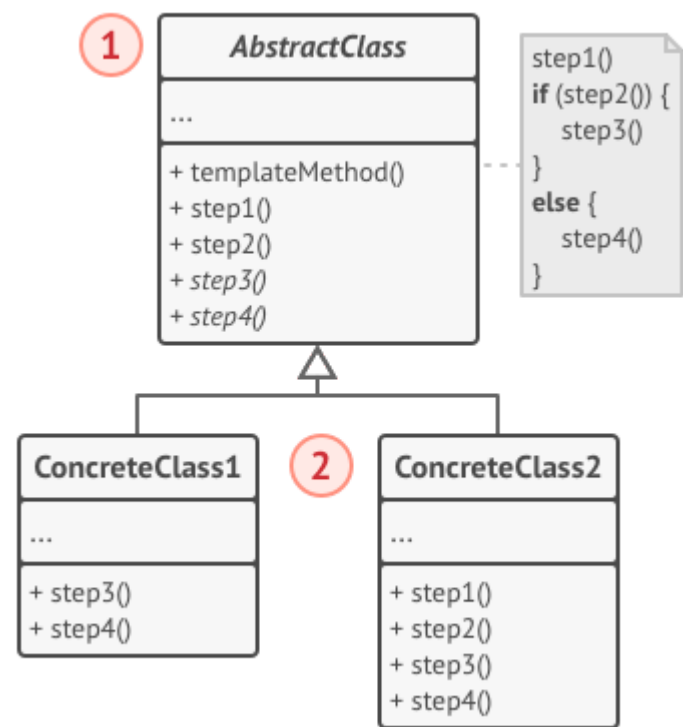 1
AbstractClass
...
+ templateMethod()
+ step1()
+ step2()
+ step3()
+ step4()
step1()
if (step2()) {
step3()
}
else {
step4()
}
ConcreteClass1
...
+ step3()
+ step4()
2
ConcreteClass2
...
+ step1()
+ step2()
+ step3()
+ step4()